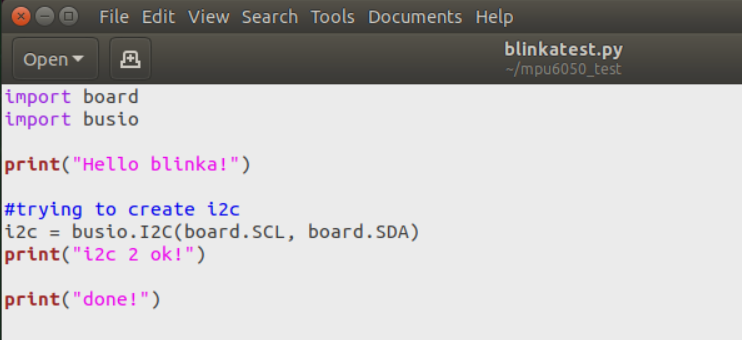 File Edit View Search Tools Documents Help
Open
blinkatest.py
~/mpu6050_test
import board
import busio
print("Hello blinka!")
#trying to create i2c
i2c = busio.I2C(board.SCL, board.SDA)
print("i2c 2 ok!")
print("done!")